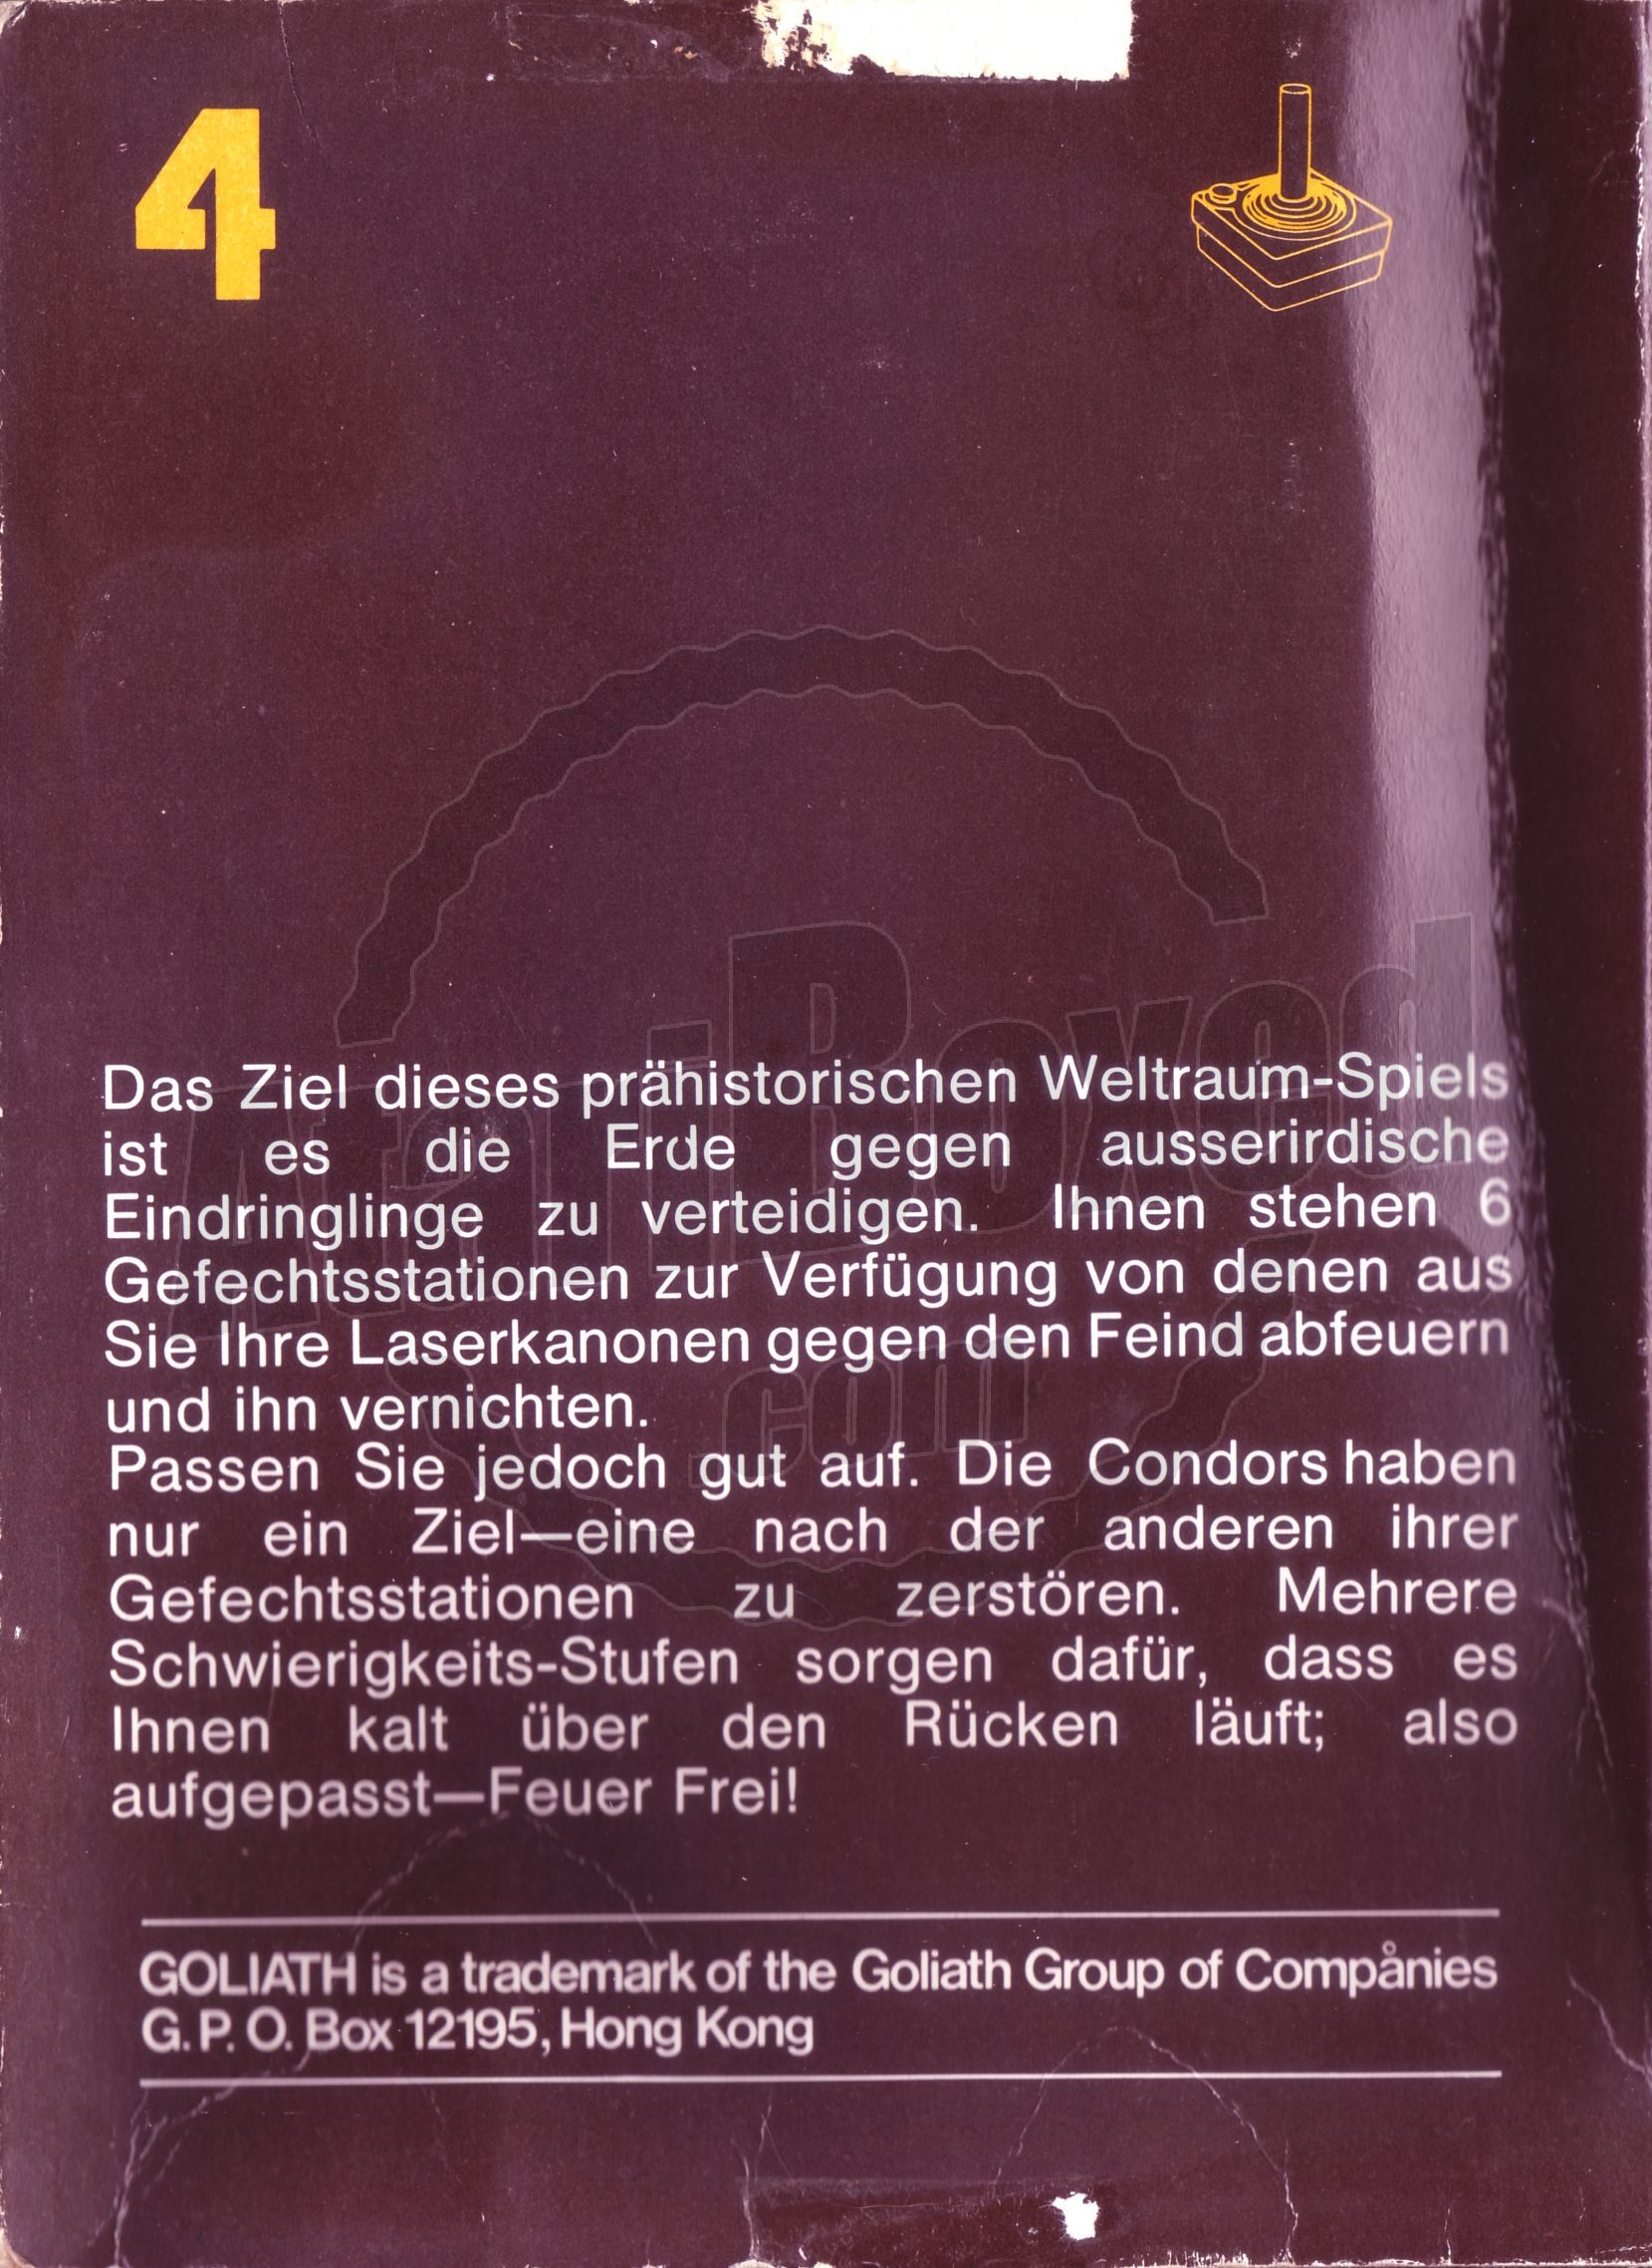 4
Das Ziel dieses prähistorischen Weltraum-Spiels
ist es die Erde gegen ausserirdische
Eindringlinge zu verteidigen. Ihnen stehen 6
Gefechtsstationen zur Verfügung von denen aus
Sie Ihre Laserkanonen gegen den Feind abfeuern
und ihn vernichten.
Passen Sie jedoch gut auf. Die Condors haben
nur ein Ziel—eine nach der anderen ihrer
Gefechtsstationen zu zerstören. Mehrere
Schwierigkeits-Stufen sorgen dafür, dass es
Ihnen kalt über den Rücken läuft; also
aufgepasst—Feuer Frei!
GOLIATH is a trademark of the Goliath Group of Companies
G. P. O. Box 12195, Hong Kong
AtariBoxed
.com